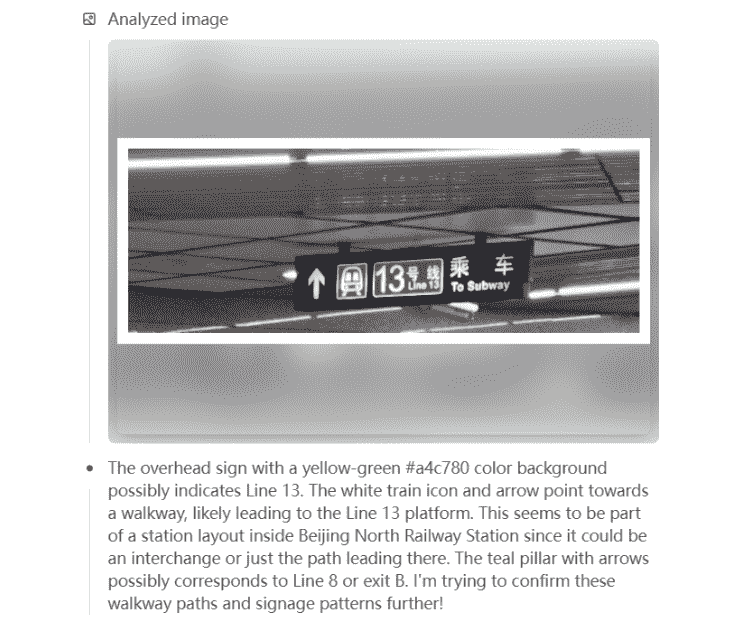 Analyzed image
13号线 乘车
Line 13 To Subway
The overhead sign with a yellow-green #a4c780 color background
possibly indicates Line 13. The white train icon and arrow point towards
a walkway, likely leading to the Line 13 platform. This seems to be part
of a station layout inside Beijing North Railway Station since it could be
an interchange or just the path leading there. The teal pillar with arrows
possibly corresponds to Line 8 or exit B. I'm trying to confirm these
walkway paths and signage patterns further!